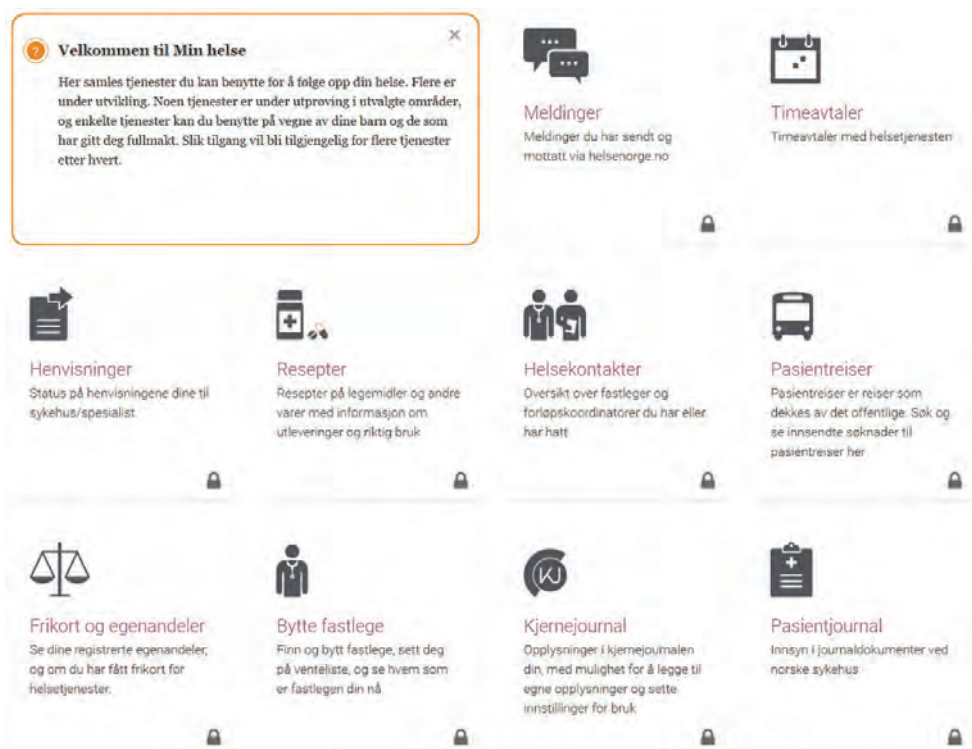 ?
Velkommen til Min helse
×
Her samles tjenester du kan benytte for å følge opp din helse. Flere er
under utvikling. Noen tjenester er under utprøving i utvalgte områder,
og enkelte tjenester kan du benytte på vegne av dine barn og de som
har gitt deg fullmakt. Slik tilgang vil bli tilgjengelig for flere tjenester
etter hvert.
Meldinger
Meldinger du har sendt og
mottatt via helsenorge.no
Timeavtaler
Timeavtaler med helsetjenesten
Henvisninger
Status på henvisningene dine til
sykehus/spesialist.
Resepter
Resepter på legemidler og andre
varer med informasjon om
utleveringer og riktig bruk
Helsekontakter
Oversikt over fastleger og
forløpskoordinatorer du har eller
har hatt
Pasientreiser
Pasientreiser er reiser som
dekkes av det offentlige. Søk og
se innsendte søknader til
pasientreiser her
Frikort og egenandeler
Se dine registrerte egenandeler,
og om du har fått frikort for
helsetjenester.
Bytte fastlege
Finn og bytt fastlege, sett deg
på venteliste, og se hvem som
er fastlegen din nå
KJ
Kjernejournal
Opplysninger i kjernejournalen
din, med mulighet for å legge til
egne opplysninger og sette
innstillinger for bruk
Pasientjournal
Innsyn i journaldokumenter ved
norske sykehus